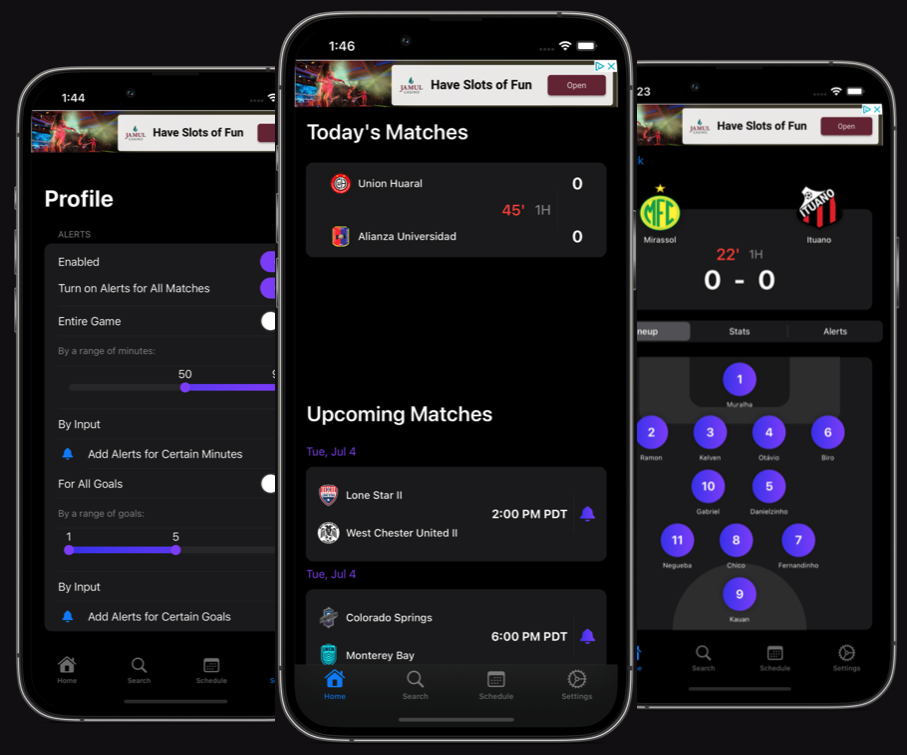 1:44
JAMUL
CASINO
Have Slots of Fun
Profile
ALERTS
Enabled
Turn on Alerts for All Matches
Entire Game
By a range of minutes:
50
9
By Input
Add Alerts for Certain Minutes
For All Goals
By a range of goals:
1 5
By Input
Add Alerts for Certain Goals
Home Search Schedule S
1:46
JAMUL
CASINO
Have Slots of Fun
Open
Today's Matches
Union Huaral 0
45' 1H
Alianza Universidad 0
Upcoming Matches
Tue, Jul 4
Lone Star II
2:00 PM PDT
West Chester United II
Tue, Jul 4
Colorado Springs
6:00 PM PDT
Monterey Bay
Home Search Schedule Settings
23
JAMUL
CASINO
Have Slots of Fun
Open
k
MFC
ITUANO
Mirassol Ituano
22' 1H
0 - 0
neup Stats Alerts
1
Muralha
2 3 4 6
Ramon Kelven Otávio Biro
10 5
Gabriel Danielzinho
11 8 7
Negueba Chico Fernandinho
9
Kauan
Search Schedule Settings